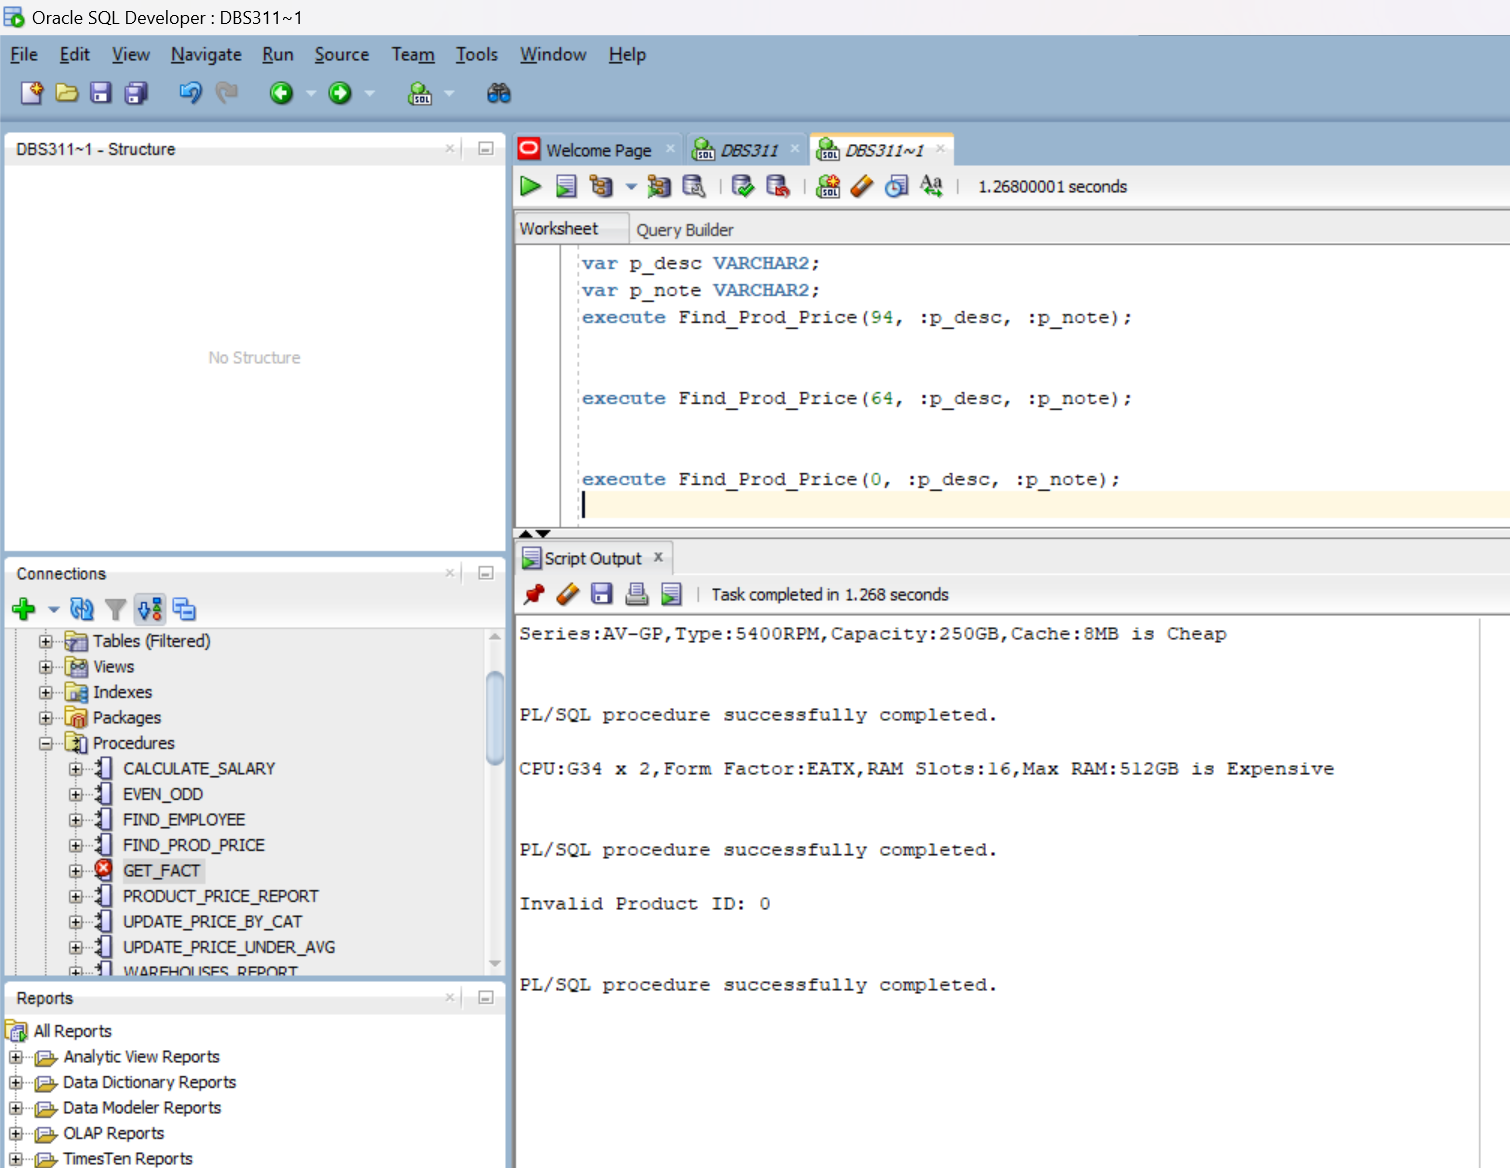 Oracle SQL Developer : DBS311~1
File Edit View Navigate Run Source Team Tools Window Help
DBS311~1 - Structure
No Structure
Connections
Tables (Filtered)
Views
Indexes
Packages
Procedures
CALCULATE_SALARY
EVEN_ODD
FIND_EMPLOYEE
FIND_PROD_PRICE
GET_FACT
PRODUCT_PRICE_REPORT
UPDATE_PRICE_BY_CAT
UPDATE_PRICE_UNDER_AVG
WAREHOUSES_REPORT
Reports
All Reports
Analytic View Reports
Data Dictionary Reports
Data Modeler Reports
OLAP Reports
TimesTen Reports
Welcome Page DBS311 DBS311~1
1.26800001 seconds
Worksheet Query Builder
var p_desc VARCHAR2;
var p_note VARCHAR2;
execute Find_Prod_Price(94, :p_desc, :p_note);
execute Find_Prod_Price(64, :p_desc, :p_note);
execute Find_Prod_Price(0, :p_desc, :p_note);
Script Output
Task completed in 1.268 seconds
Series:AV-GP,Type:5400RPM,Capacity:250GB,Cache:8MB is Cheap
PL/SQL procedure successfully completed.
CPU:G34 x 2,Form Factor:EATX,RAM Slots:16,Max RAM:512GB is Expensive
PL/SQL procedure successfully completed.
Invalid Product ID: 0
PL/SQL procedure successfully completed.